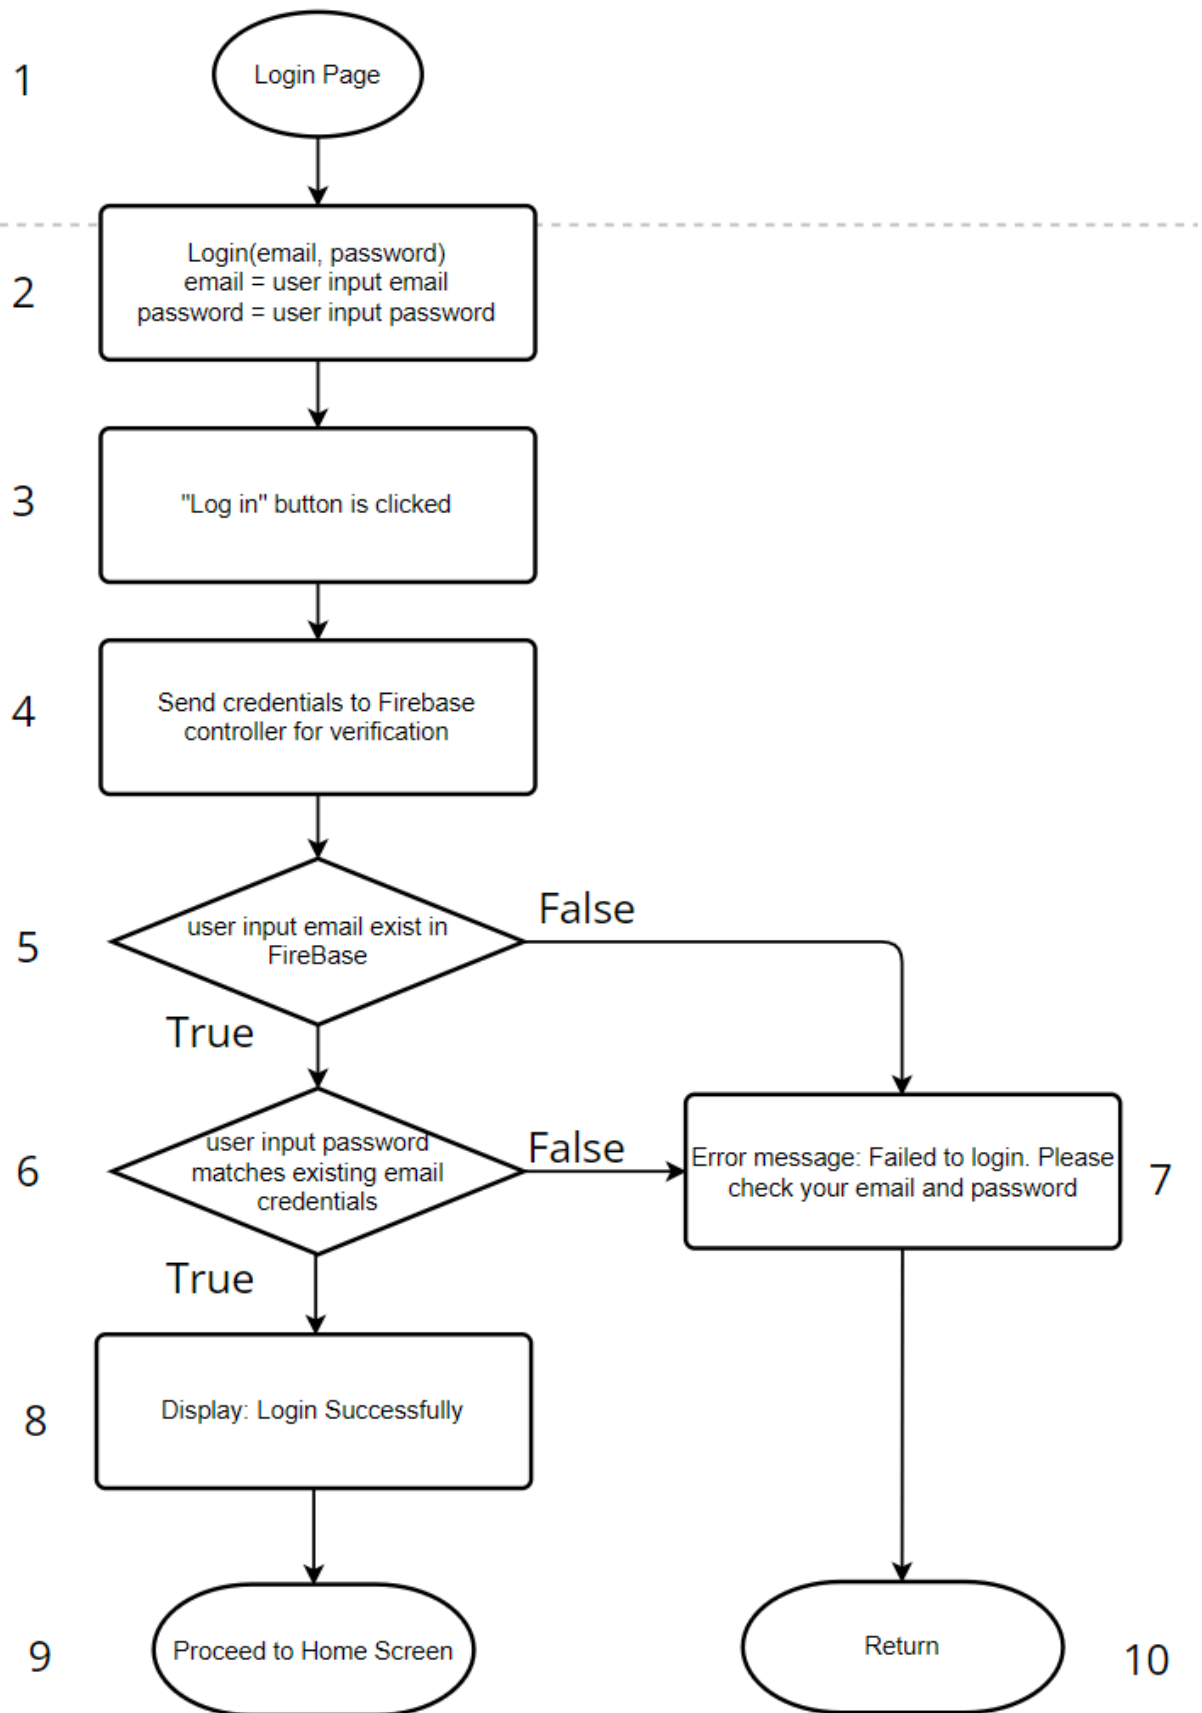 1
Login Page
2
Login(email, password)
email = user input email
password = user input password
3
"Log in" button is clicked
4
Send credentials to Firebase
controller for verification
5
user input email exist in
FireBase
False
True
6
user input password
matches existing email
credentials
False
Error message: Failed to login. Please
check your email and password
7
True
8
Display: Login Successfully
9
Proceed to Home Screen
Return
10